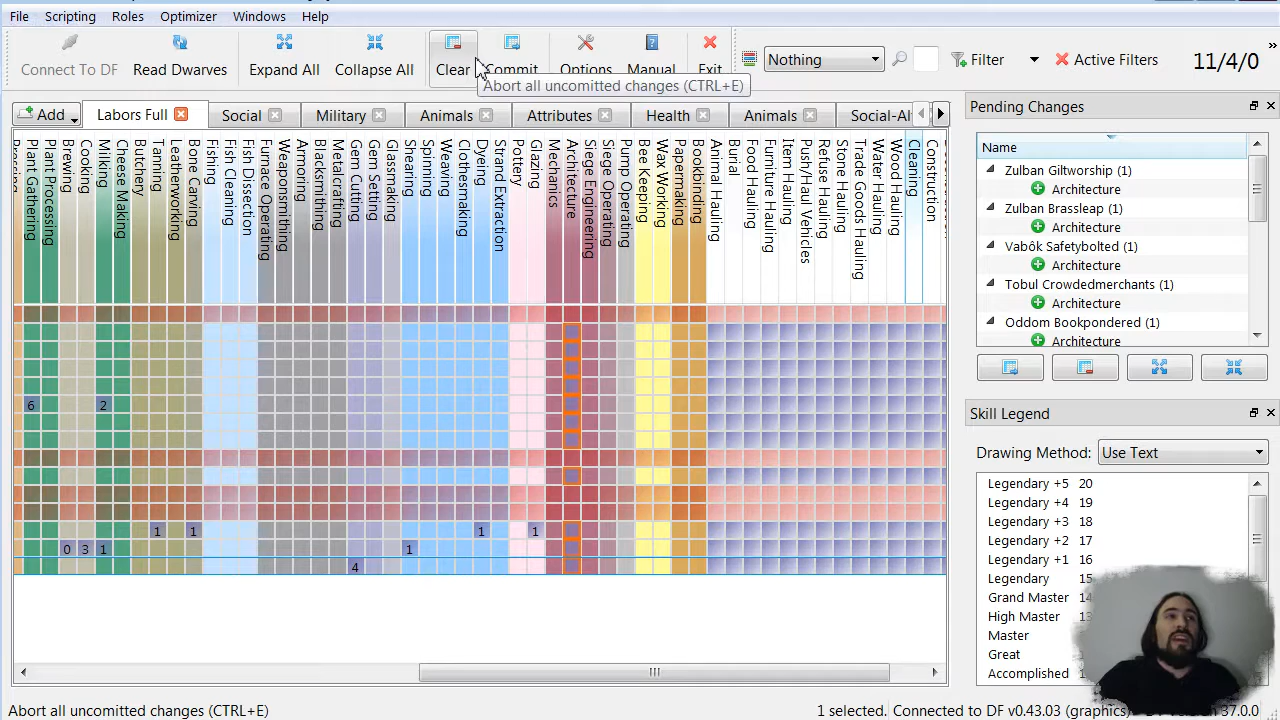 File Scripting Roles Optimizer Windows Help
Connect To DF Read Dwarves Expand All Collapse All Clear Commit Options Manual Exit Nothing Filter Active Filters 11/4/0 »
Abort all uncomitted changes (CTRL+E)
Add Labors Full Social Military Animals Attributes Health Animals Social-Al
Plant Gathering
Plant Processing
Brewing
Cooking
Milking
Cheese Making
Butchery
Tanning
Leatherworking
Bone Carving
Fishing
Fish Cleaning
Fish Dissection
Furnace Operating
Weaponsmithing
Armoring
Blacksmithing
Metalcrafting
Gem Cutting
Gem Setting
Glassmaking
Shearing
Spinning
Weaving
Clothesmaking
Dyeing
Strand Extraction
Pottery
Glazing
Mechanics
Architecture
Siege Engineering
Siege Operating
Pump Operating
Bee Keeping
Wax Working
Papermaking
Bookbinding
Animal Hauling
Burial
Food Hauling
Furniture Hauling
Item Hauling
Push/Haul Vehicles
Refuse Hauling
Stone Hauling
Trade Goods Hauling
Water Hauling
Wood Hauling
Cleaning
Construction
6 2
1 1 1 1
0 3 1 1
4
Pending Changes
Name
Zulban Giltworship (1)
Architecture
Zulban Brassleap (1)
Architecture
Vabôk Safetybolted (1)
Architecture
Tobul Crowdedmerchants (1)
Architecture
Oddom Bookpondered (1)
Architecture
Skill Legend
Drawing Method: Use Text
Legendary +5 20
Legendary +4 19
Legendary +3 18
Legendary +2 17
Legendary +1 16
Legendary 15
Grand Master 14
High Master
Master
Great
Accomplished
Abort all uncomitted changes (CTRL+E) 1 selected. Connected to DF v0.43.03 (graphics)
37.0.0